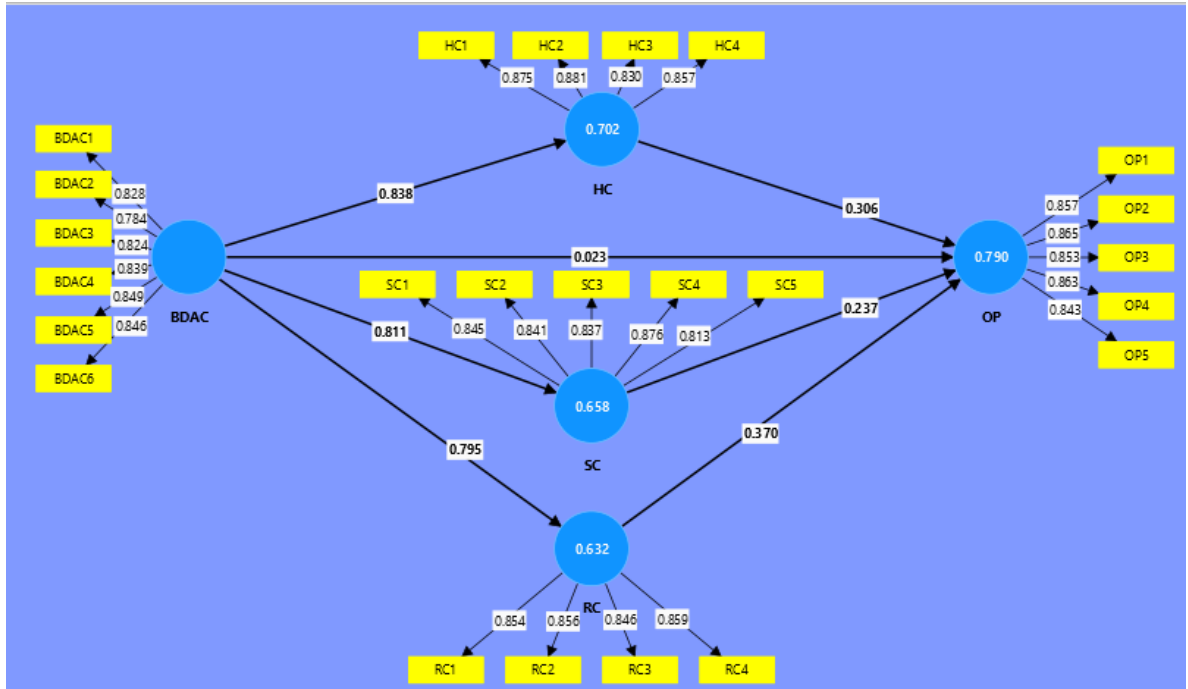 HC1 HC2 HC3 HC4
0.875 0.881 0.830 0.857
0.702
HC
BDAC1
BDAC2
BDAC3
BDAC4
BDAC5
BDAC6
0.828
0.784
0.824
0.839
0.849
0.846
BDAC
0.838
0.023
0.811
0.795
SC1 SC2 SC3 SC4 SC5
0.845 0.841 0.837 0.876 0.813
0.658
SC
0.306
0.237
0.370
0.790
OP
0.857
0.865
0.853
0.863
0.843
OP1
OP2
OP3
OP4
OP5
0.632
RC
0.854 0.856 0.846 0.859
RC1 RC2 RC3 RC4